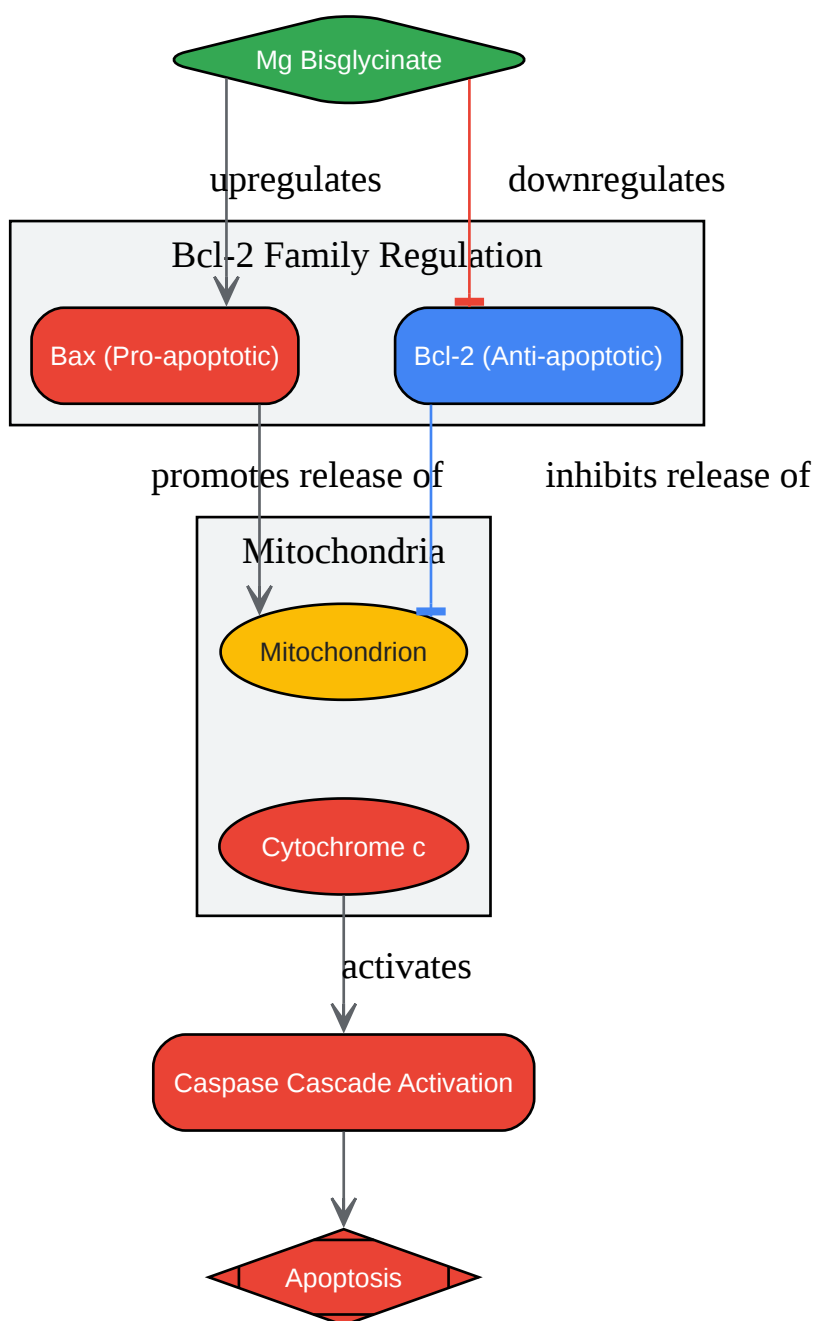 Mg Bisglycinate
upregulates
downregulates
Bcl-2 Family Regulation
Bax (Pro-apoptotic)
Bcl-2 (Anti-apoptotic)
promotes release of
inhibits release of
Mitochondria
Mitochondrion
Cytochrome c
activates
Caspase Cascade Activation
Apoptosis